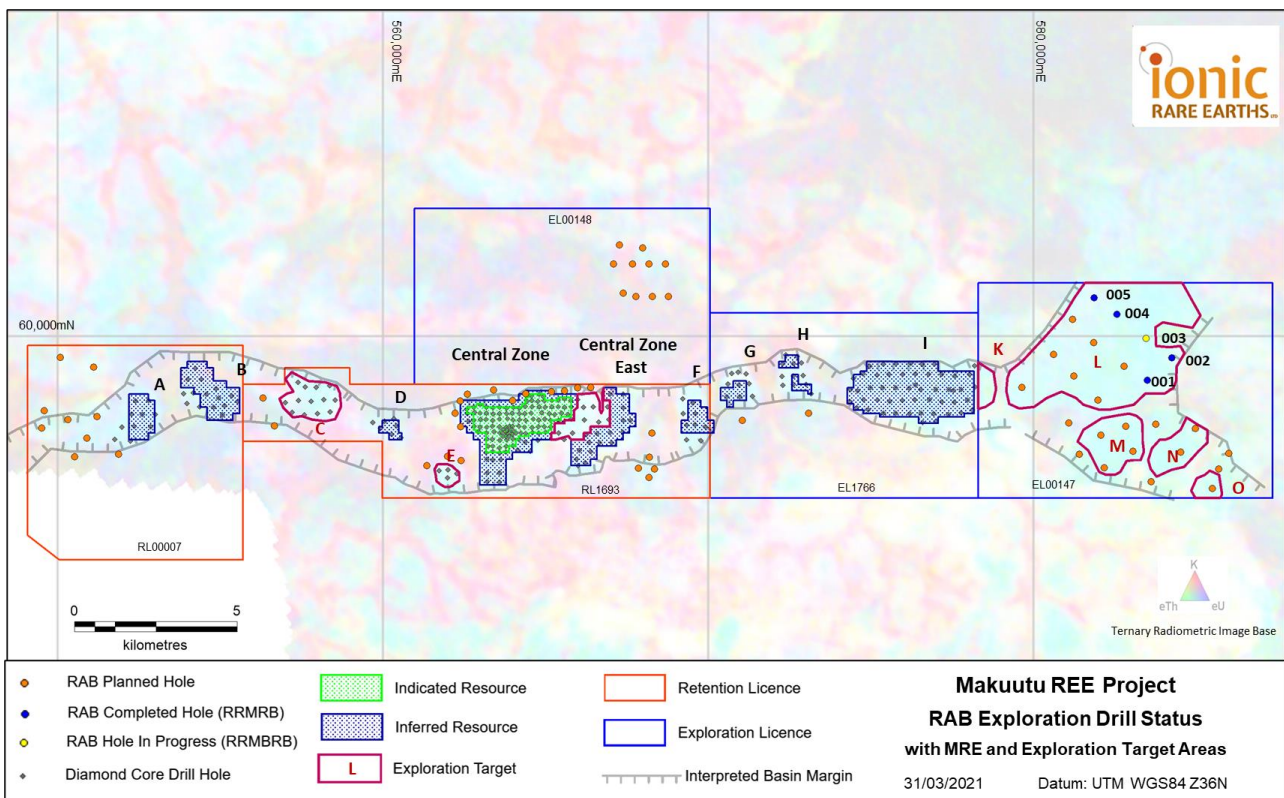 560,000mE
580,000mE
ionic
RARE EARTHS
EL00148
60,000mN
005
004
003
002
001
Central Zone
Central Zone
East
A
B
C
D
E
F
G
H
I
K
L
M
N
O
RL00007
RL1693
EL1766
EL00147
0
5
kilometres
K
eTh
eU
Ternary Radiometric Image Base
RAB Planned Hole
RAB Completed Hole (RRMRB)
RAB Hole In Progress (RRMBRB)
Diamond Core Drill Hole
Indicated Resource
Inferred Resource
L
Exploration Target
Retention Licence
Exploration Licence
Interpreted Basin Margin
Makuutu REE Project
RAB Exploration Drill Status
with MRE and Exploration Target Areas
31/03/2021
Datum: UTM WGS84 Z36N